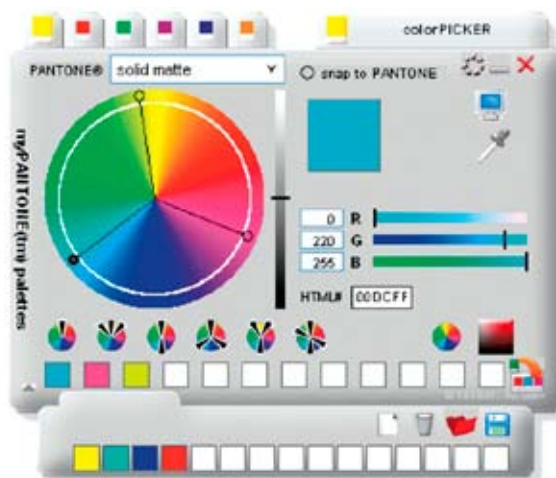 colorPICKER
PANTONE® solid matte
snap to PANTONE
myPANTONE(tm) palettes
0 R
220 G
255 B
HTML# 00DCFF